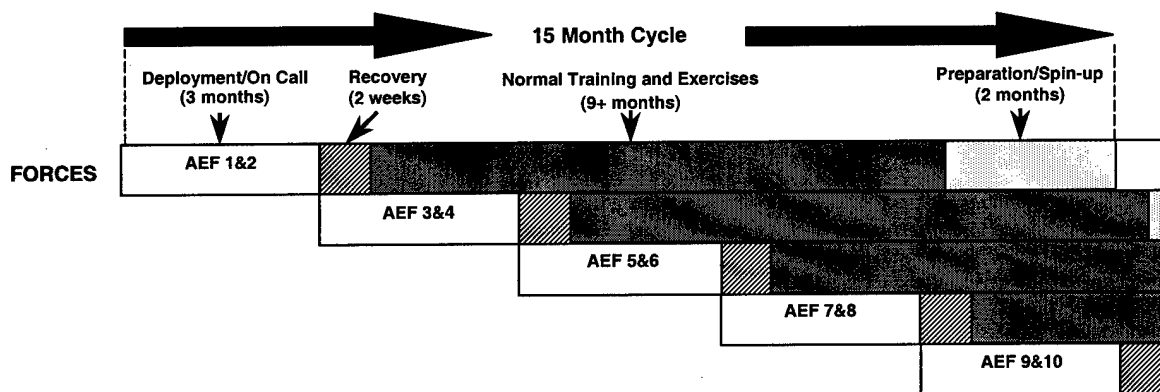 15 Month Cycle
Deployment/On Call
(3 months)
Recovery
(2 weeks)
Normal Training and Exercises
(9+ months)
Preparation/Spin-up
(2 months)
FORCES
AEF 1&2
AEF 3&4
AEF 5&6
AEF 7&8
AEF 9&10